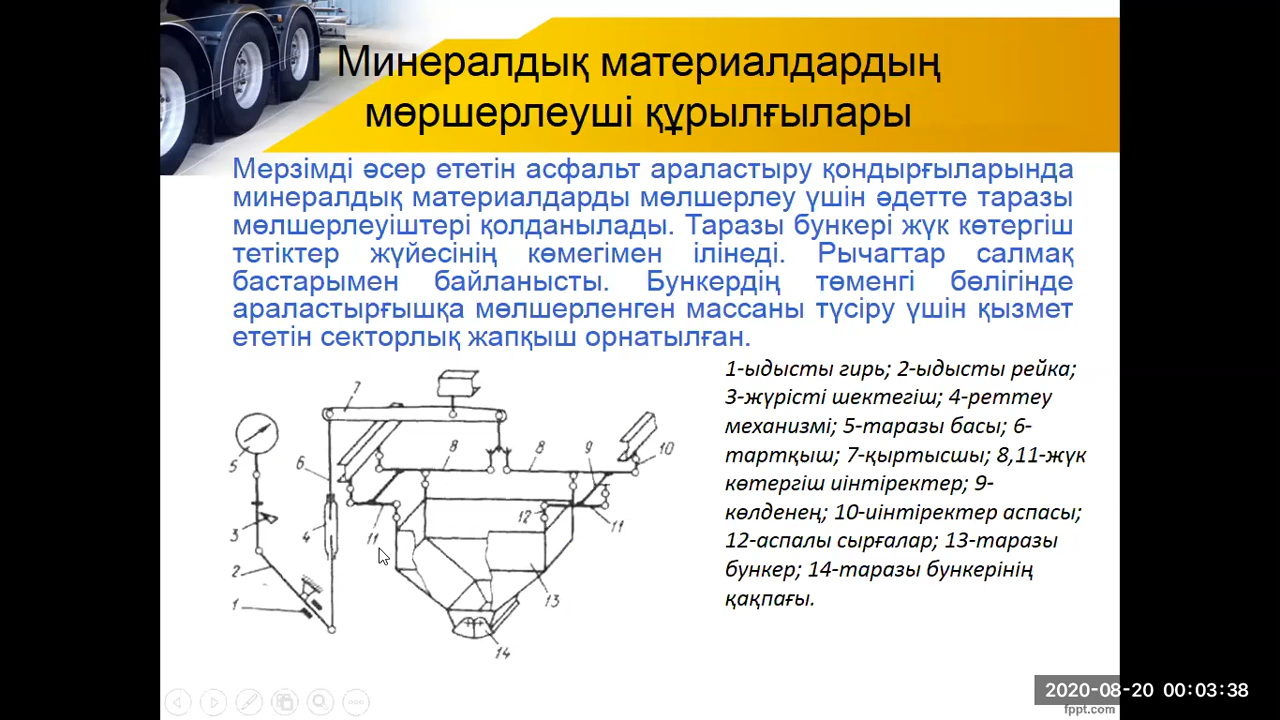 Минералдық материалдардың
мөршерлеуші құрылғылары
Мерзімді әсер ететін асфальт араластыру қондырғыларында
минералдық материалдарды мөлшерлеу үшін әдетте таразы
мөлшерлеуіштері қолданылады. Таразы бункері жүк көтергіш
тетіктер жүйесінің көмегімен ілінеді. Рычагтар салмақ
бастарымен байланысты. Бункердің төменгі бөлігінде
араластырғышқа мөлшерленген массаны түсіру үшін қызмет
ететін секторлық жапқыш орнатылған.
1-ыдысты гирь; 2-ыдысты рейка;
3-жүрісті шектегіш; 4-реттеу
механизмі; 5-таразы басы; 6-
тартқыш; 7-қыртысшы; 8,11-жүк
көтергіш иінтіректер; 9-
көлденең; 10-иінтіректер аспасы;
12-аспалы сырғалар; 13-таразы
бункер; 14-таразы бункерінің
қақпағы.
7
8
8
9
10
5
6
12
11
3
4
11
2
13
1
14
2020-08-20 00:03:38
fppt.com